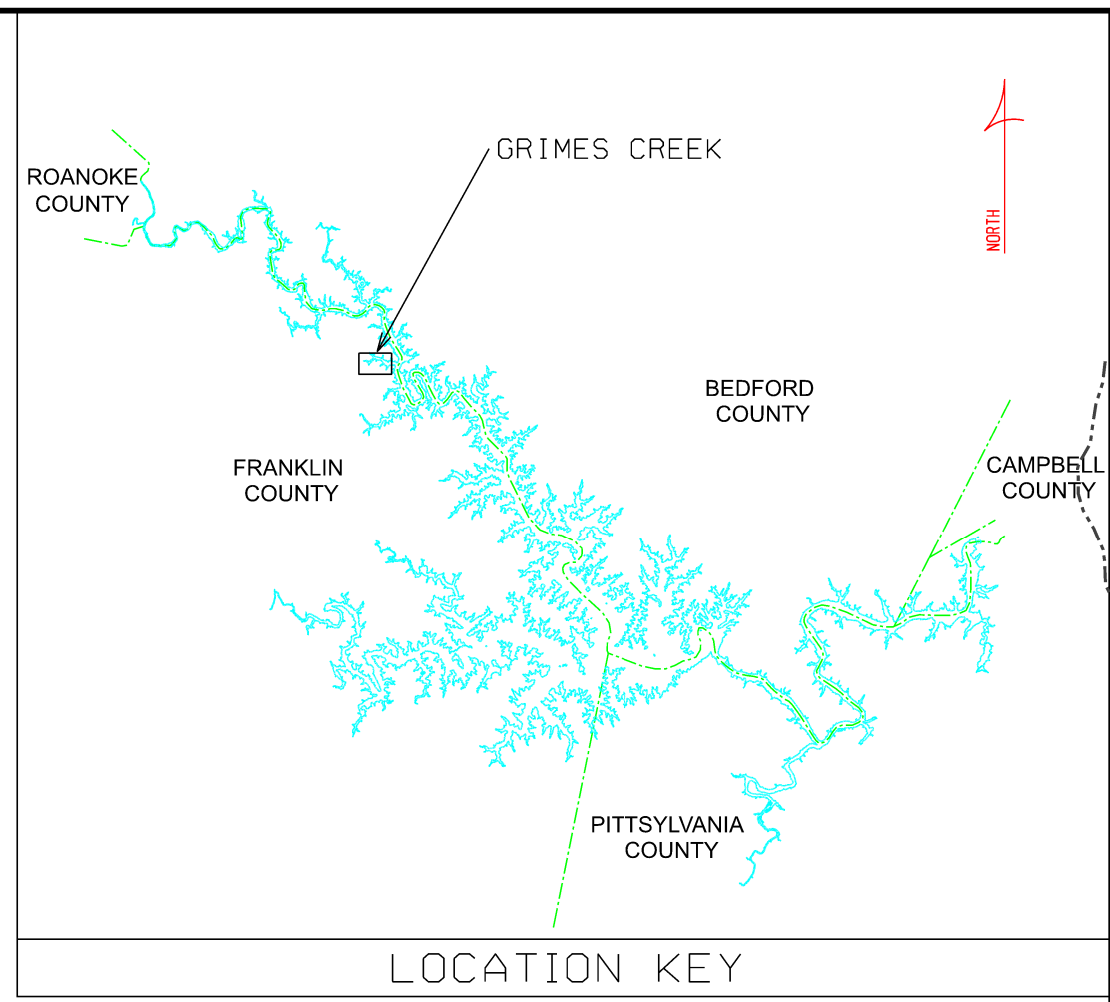 GRIMES CREEK
ROANOKE
COUNTY
NORTH
BEDFORD
COUNTY
FRANKLIN
COUNTY
CAMPBELL
COUNTY
PITTSYLVANIA
COUNTY
LOCATION KEY